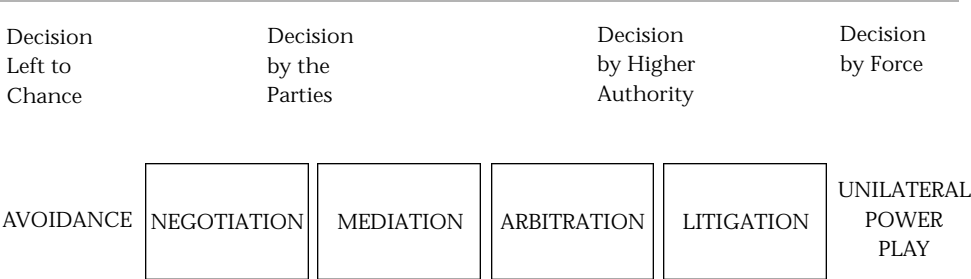 Decision
Left to
Chance
Decision
by the
Parties
Decision
by Higher
Authority
Decision
by Force
AVOIDANCE
NEGOTIATION
MEDIATION
ARBITRATION
LITIGATION
UNILATERAL
POWER
PLAY